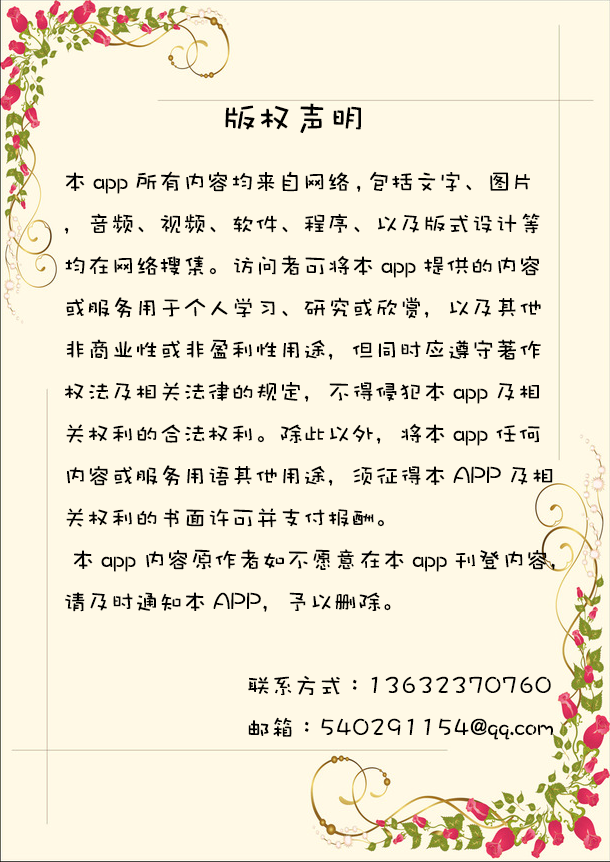 版权声明
本 app 所有内容均来自网络,包括文字、图片
，音频、视频、软件、程序、以及版式设计等
均在网络搜集。访问者可将本 app 提供的内容
或服务用于个人学习、研究或欣赏，以及其他
非商业性或非盈利性用途，但同时应遵守著作
权法及相关法律的规定，不得侵犯本 app 及相
关权利的合法权利。除此以外，将本 app 任何
内容或服务用语其他用途，须征得本 APP 及相
关权利的书面许可并支付报酬。
本 app 内容原作者如不愿意在本 app 刊登内容，
请及时通知本 APP，予以删除。
联系方式：13632370760
邮箱：540291154@qq.com